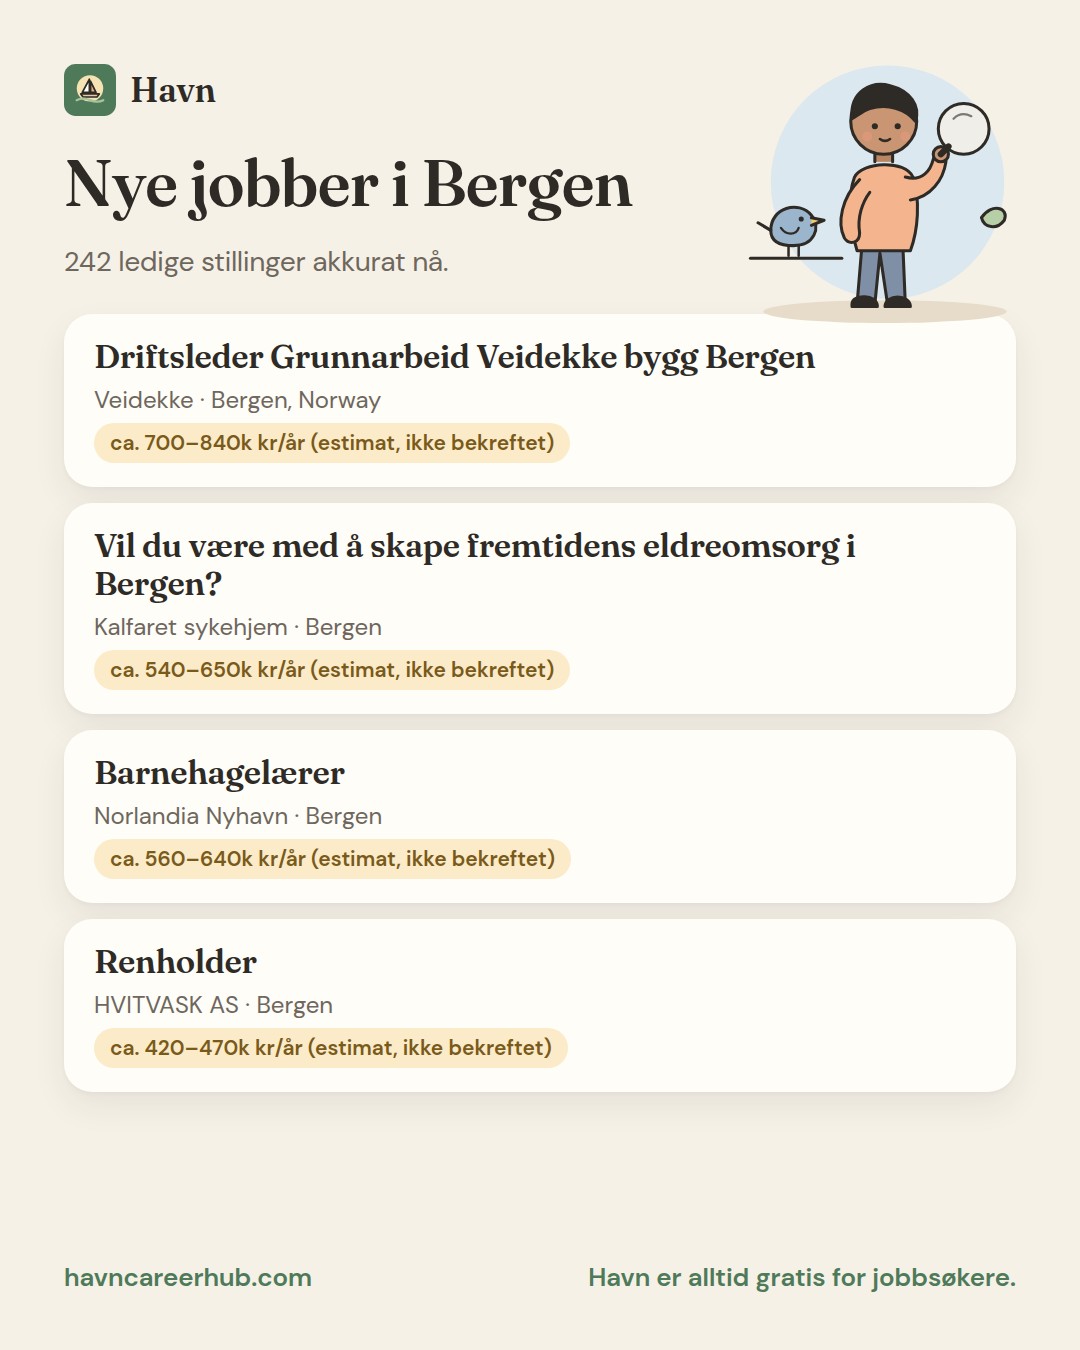 Havn
Nye jobber i Bergen
242 ledige stillinger akkurat nå.
Driftsleder Grunnarbeid Veidekke bygg Bergen
Veidekke · Bergen, Norway
ca. 700–840k kr/år (estimat, ikke bekreftet)
Vil du være med å skape fremtidens eldreomsorg i
Bergen?
Kalfaret sykehjem · Bergen
ca. 540–650k kr/år (estimat, ikke bekreftet)
Barnehagelærer
Norlandia Nyhavn · Bergen
ca. 560–640k kr/år (estimat, ikke bekreftet)
Renholder
HVITVASK AS · Bergen
ca. 420–470k kr/år (estimat, ikke bekreftet)
havncareerhub.com
Havn er alltid gratis for jobbsøkere.